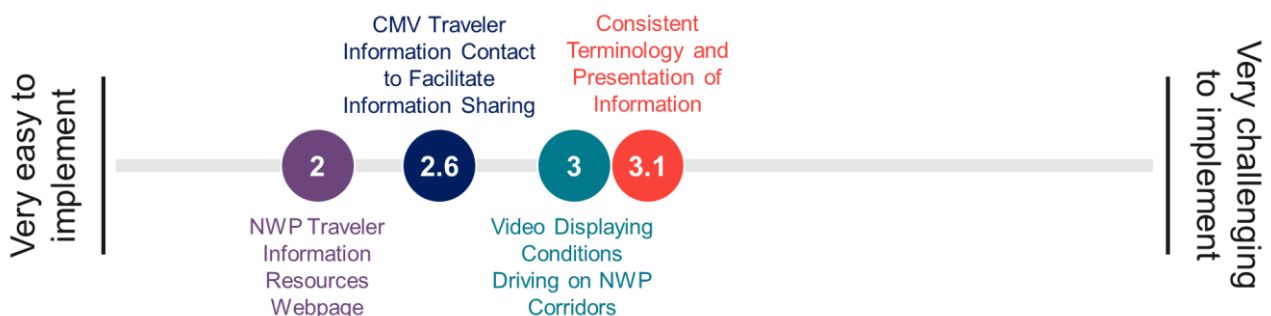 Very easy to
implement
CMV Traveler
Information Contact
to Facilitate
Information Sharing
Consistent
Terminology and
Presentation of
Information
2
2.6
3
3.1
NWP Traveler
Information
Resources
Webpage
Video Displaying
Conditions
Driving on NWP
Corridors
Very challenging
to implement